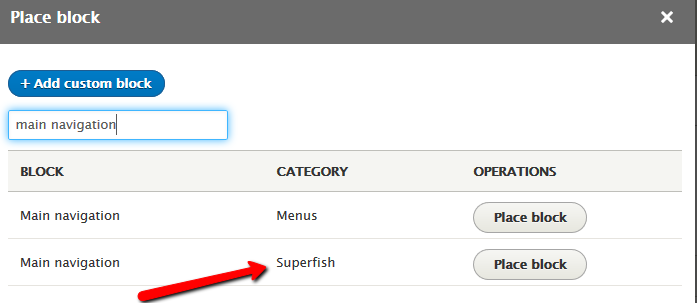 Place block ×
+ Add custom block
main navigation
BLOCK CATEGORY OPERATIONS
Main navigation Menus Place block
Main navigation Superfish Place block